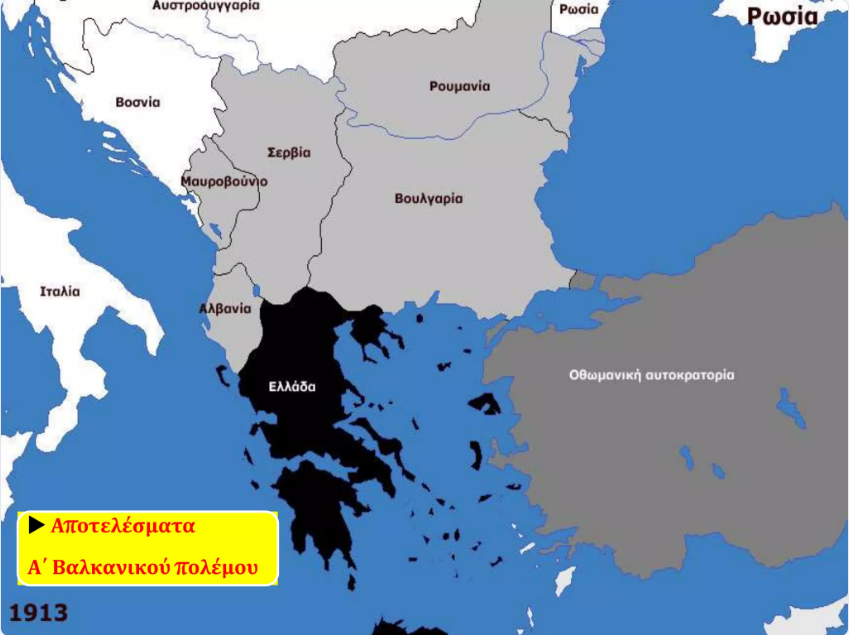 Αυστροουγγαρία
Ρωσία
Ρωσία
Ρουμανία
Βοσνία
Σερβία
Μαυροβούνιο
Βουλγαρία
Ιταλία
Αλβανία
Οθωμανική αυτοκρατορία
Ελλάδα
▶ Αποτελέσματα
Α΄ Βαλκανικού πολέμου
1913